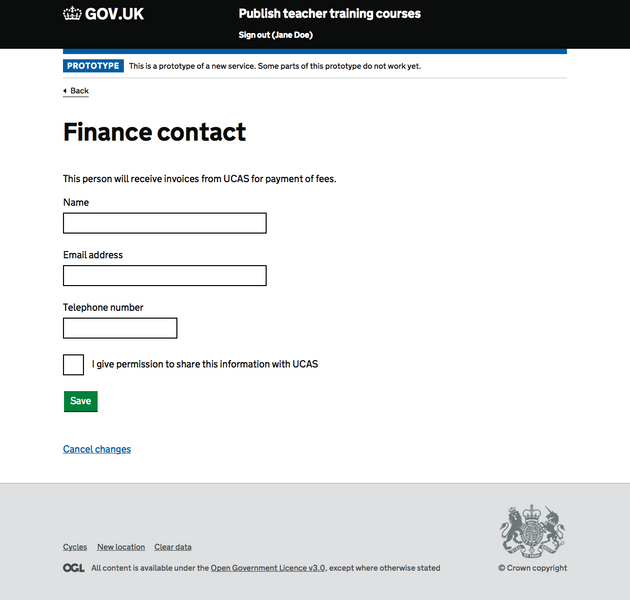 GOV.UK
Publish teacher training courses
Sign out (Jane Doe)
PROTOTYPE This is a prototype of a new service. Some parts of this prototype do not work yet.
Back
Finance contact
This person will receive invoices from UCAS for payment of fees.
Name
Email address
Telephone number
I give permission to share this information with UCAS
Save
Cancel changes
Cycles New location Clear data
OGL All content is available under the Open Government Licence v3.0, except where otherwise stated
© Crown copyright